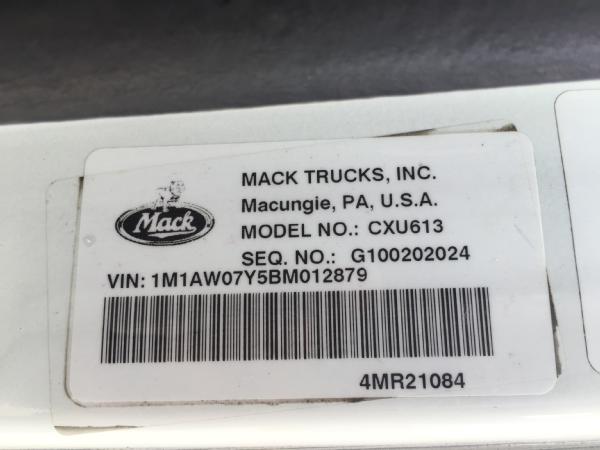 Mack
MACK TRUCKS, INC.
Macungie, PA, U.S.A.
MODEL NO.: CXU613
SEQ. NO.: G100202024
VIN: 1M1AW07Y5BM012879
4MR21084